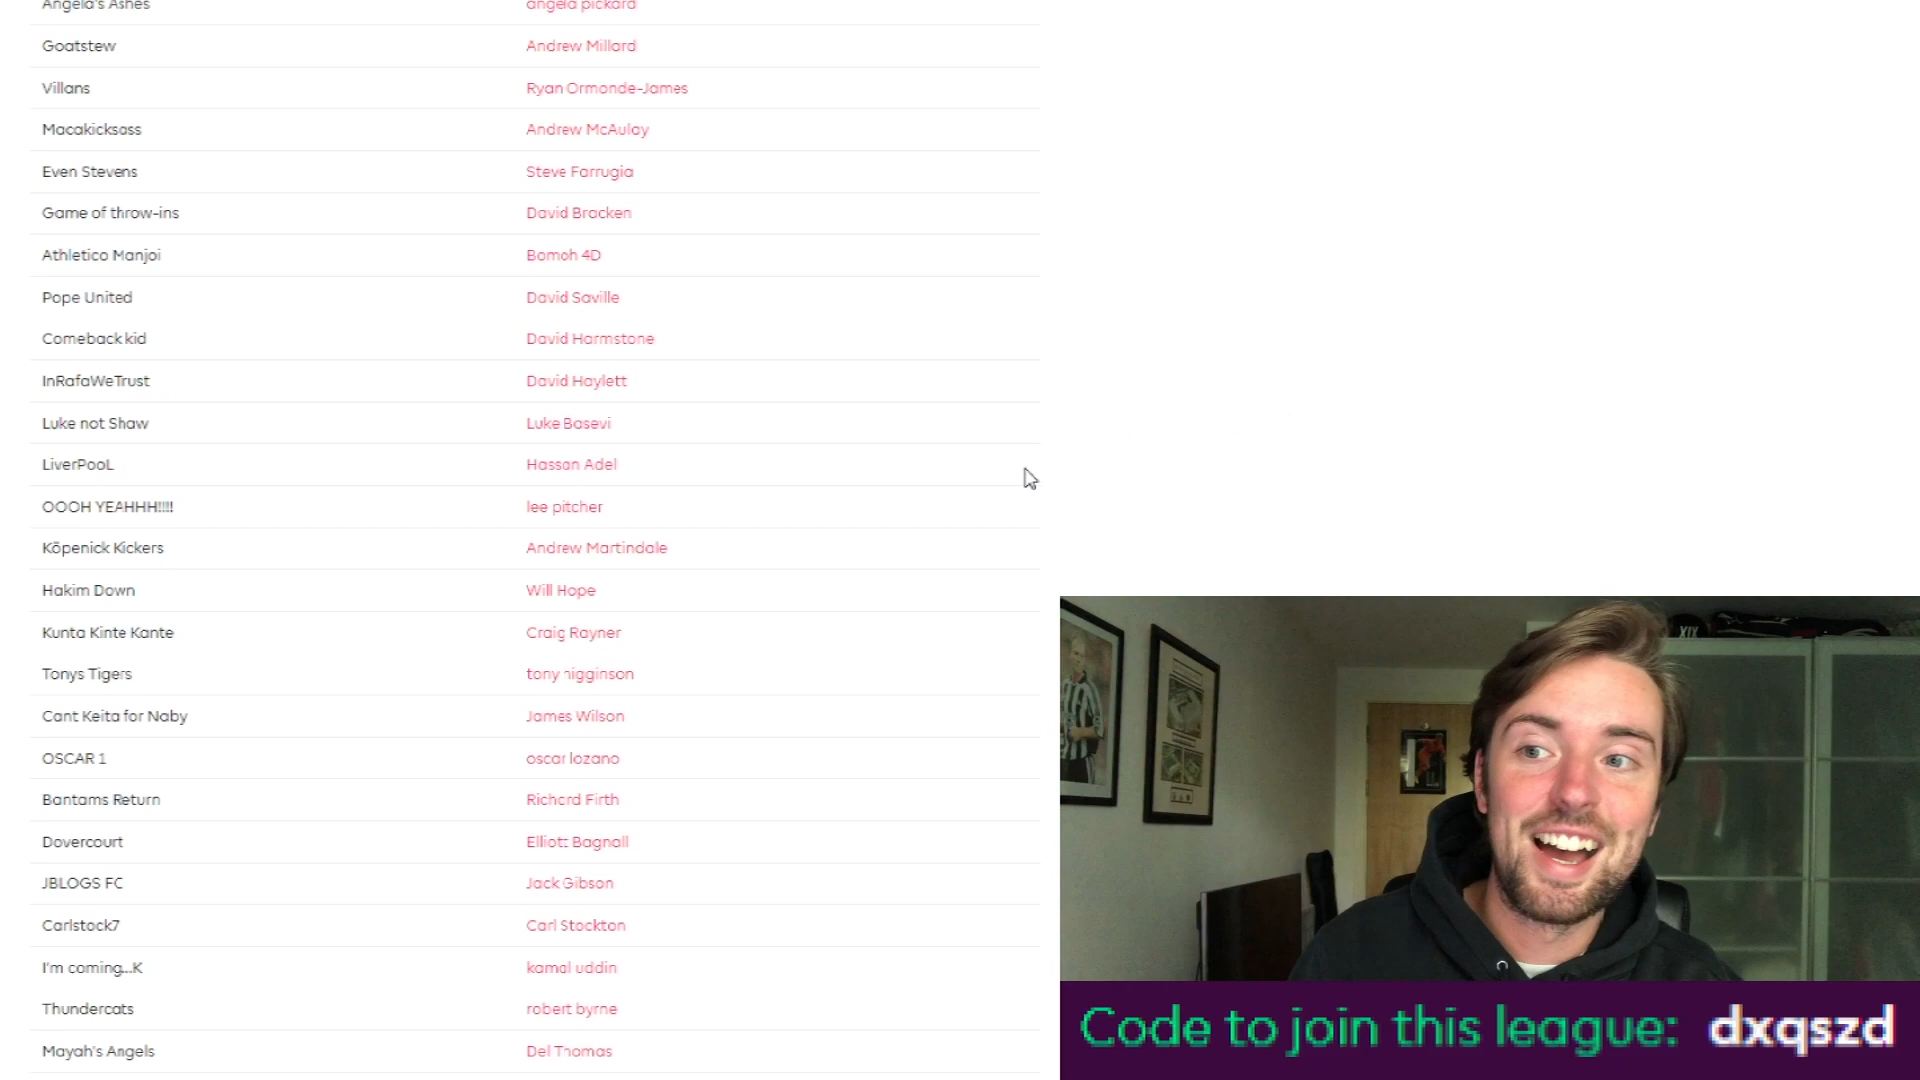 Angela's Ashes angela pickard
Goatstew Andrew Millard
Villans Ryan Ormonde-James
Macakicksass Andrew McAulay
Even Stevens Steve Farrugia
Game of throw-ins David Bracken
Athletico Manjoi Bomoh 4D
Pope United David Saville
Comeback kid David Harmstone
InRafaWeTrust David Haylett
Luke not Shaw Luke Basevi
LiverPooL Hassan Adel
OOOH YEAHHH!!!!! lee pitcher
Köpenick Kickers Andrew Martindale
Hakim Down Will Hope
Kunta Kinte Kante Craig Rayner
Tonys Tigers tony higginson
Cant Keita for Naby James Wilson
OSCAR 1 oscar lozano
Bantams Return Richard Firth
Dovercourt Elliott Bagnall
JBLOGS FC Jack Gibson
Carlstock7 Carl Stockton
I'm coming...K kamal uddin
Thundercats robert byrne
Mayah's Angels Del Thomas
XIX
Code to join this league: dxqszd